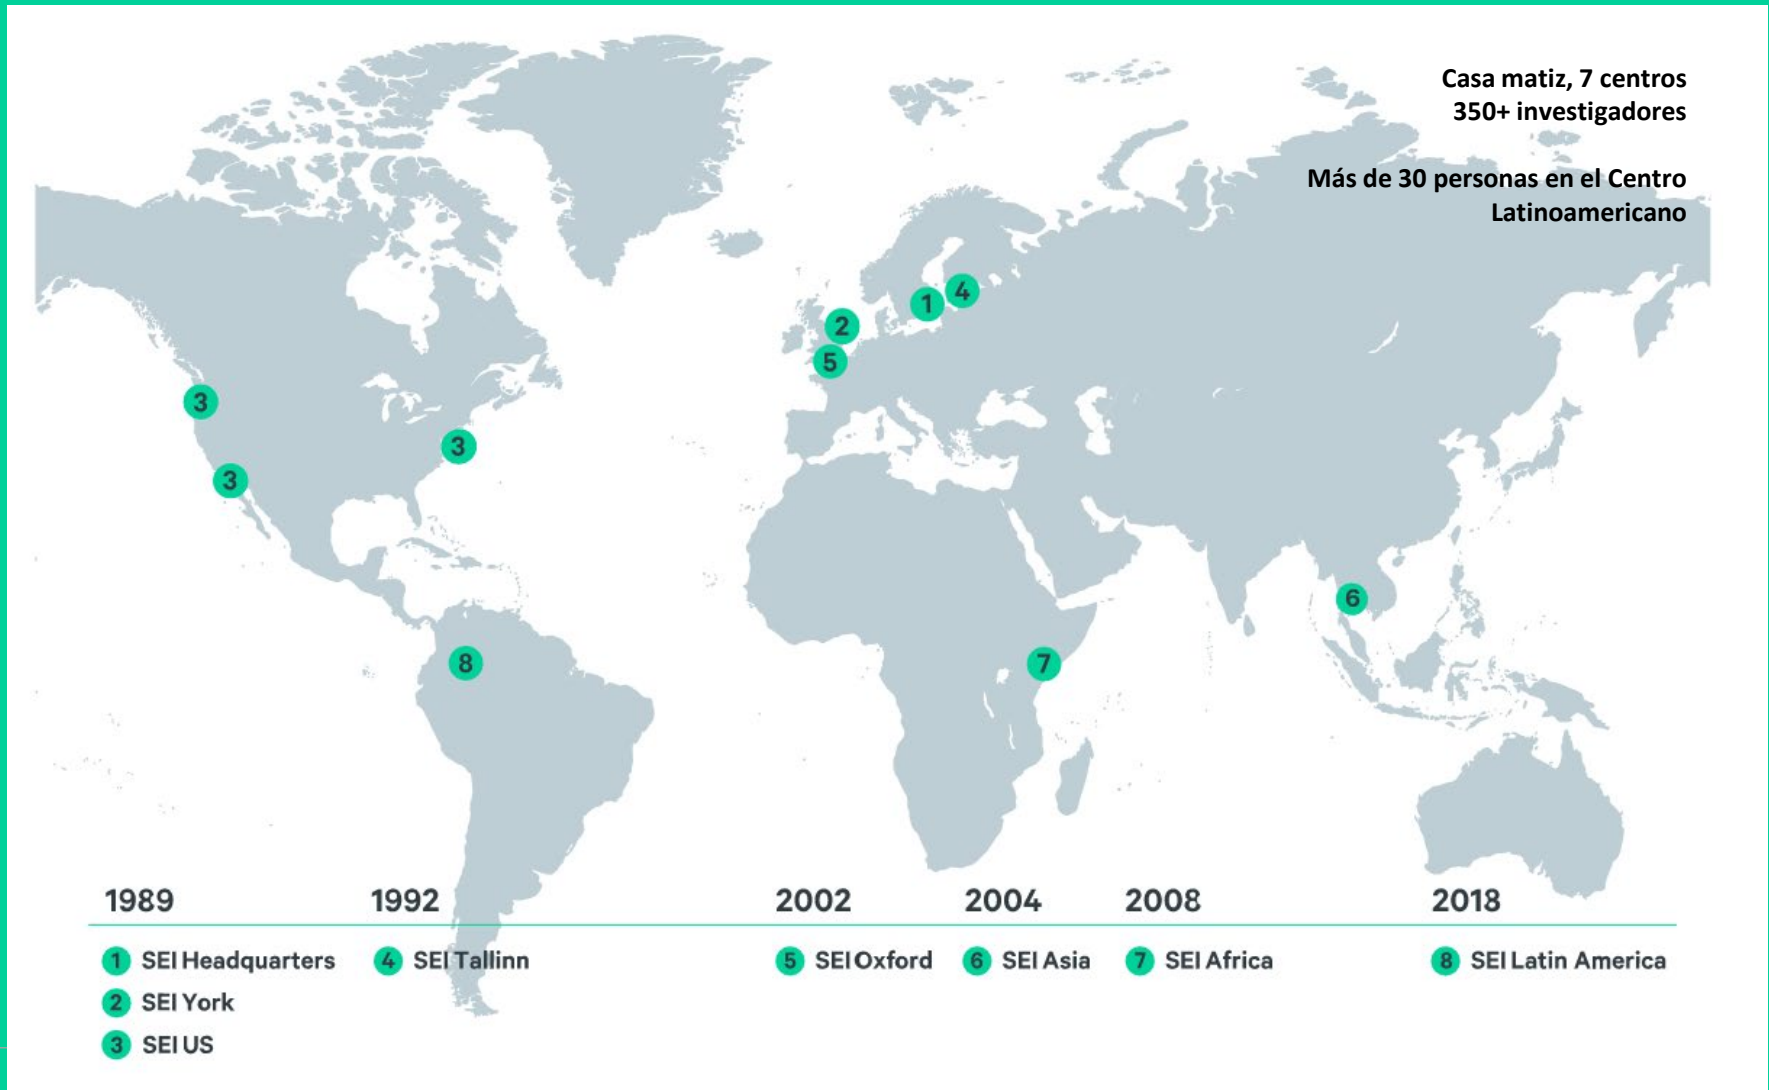 Casa matiz, 7 centros
350+ investigadores
Más de 30 personas en el Centro
Latinoamericano
1
4
2
5
3
3
3
6
8
7
1989
1992
2002
2004
2008
2018
1 SEI Headquarters
4 SEI Tallinn
5 SEI Oxford
6 SEI Asia
7 SEI Africa
8 SEI Latin America
2 SEI York
3 SEI US